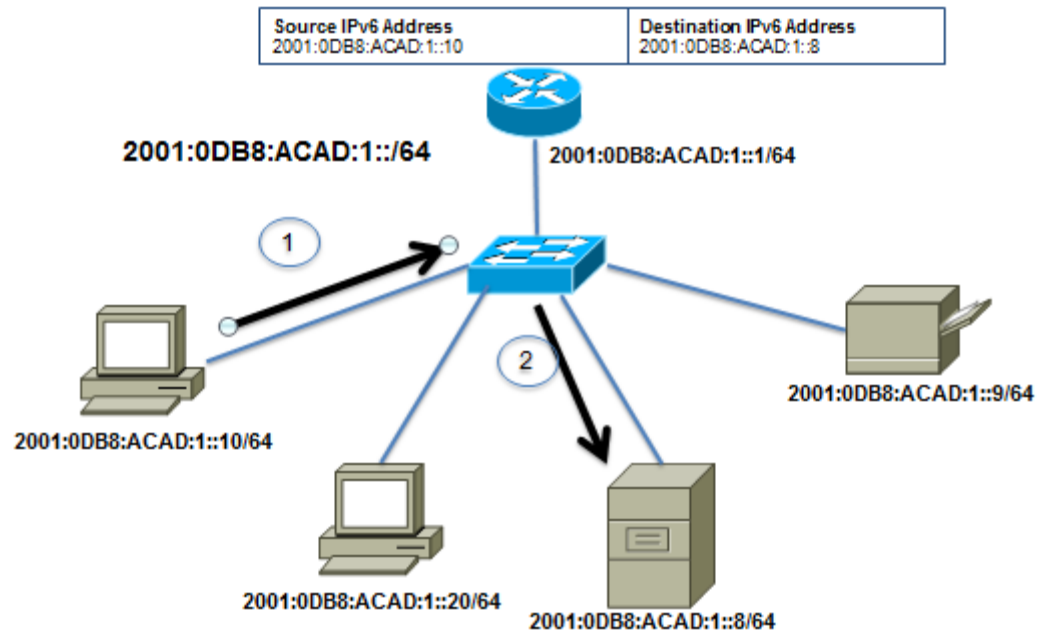 Source IPv6 Address
2001:0DB8:ACAD:1::10
Destination IPv6 Address
2001:0DB8:ACAD:1::8
2001:0DB8:ACAD:1::/64
2001:0DB8:ACAD:1::1/64
1
2
2001:0DB8:ACAD:1::9/64
2001:0DB8:ACAD:1::10/64
2001:0DB8:ACAD:1::20/64
2001:0DB8:ACAD:1::8/64